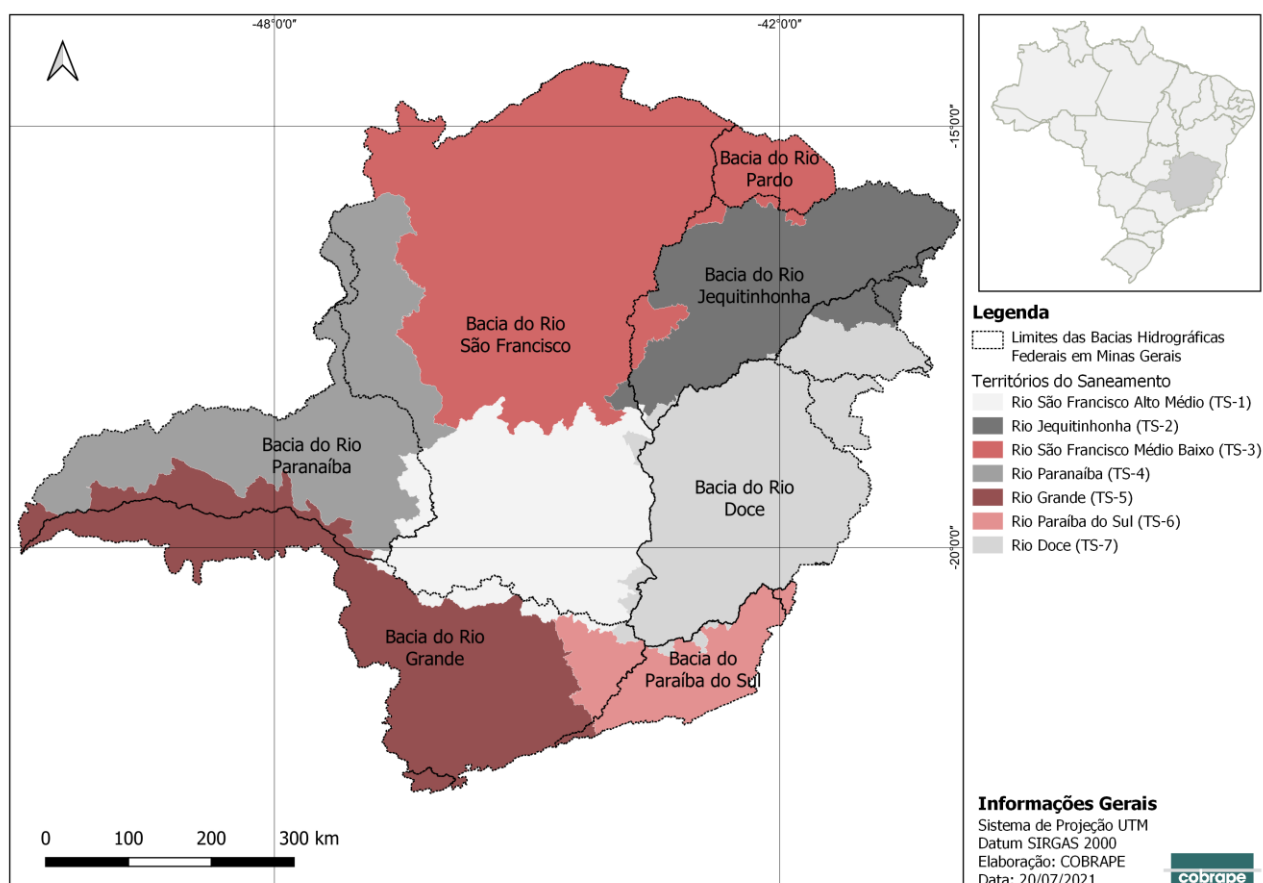 -48°0'0"
-42°0'0"
-15°0'0"
Bacia do Rio
Pardo
Bacia do Rio
Jequitinhonha
Bacia do Rio
São Francisco
Bacia do Rio
Paranaíba
Bacia do Rio
Doce
-20°0'0"
Bacia do Rio
Grande
Bacia do
Paraíba do Sul
0 100 200 300 km
Legenda
Limites das Bacias Hidrográficas
Federais em Minas Gerais
Territórios do Saneamento
Rio São Francisco Alto Médio (TS-1)
Rio Jequitinhonha (TS-2)
Rio São Francisco Médio Baixo (TS-3)
Rio Paranaíba (TS-4)
Rio Grande (TS-5)
Rio Paraíba do Sul (TS-6)
Rio Doce (TS-7)
Informações Gerais
Sistema de Projeção UTM
Datum SIRGAS 2000
Elaboração: COBRAPE
Data: 20/07/2021
cobrape